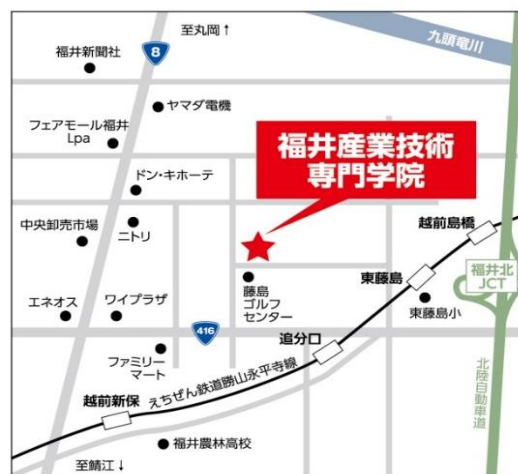 至丸岡↑
九頭竜川
8
福井新聞社
ヤマダ電機
フェアモール福井
Lpa
福井産業技術
専門学院
ドン・キホーテ
越前島橋
中央卸売市場
ニトリ
福井北
JCT
東藤島
藤島
ゴルフ
センター
エネオス
ワイプラザ
東藤島小
416
追分口
ファミリー
マート
えちぜん鉄道勝山永平寺線
北陸自動車道
越前新保
福井農林高校
至鯖江↓